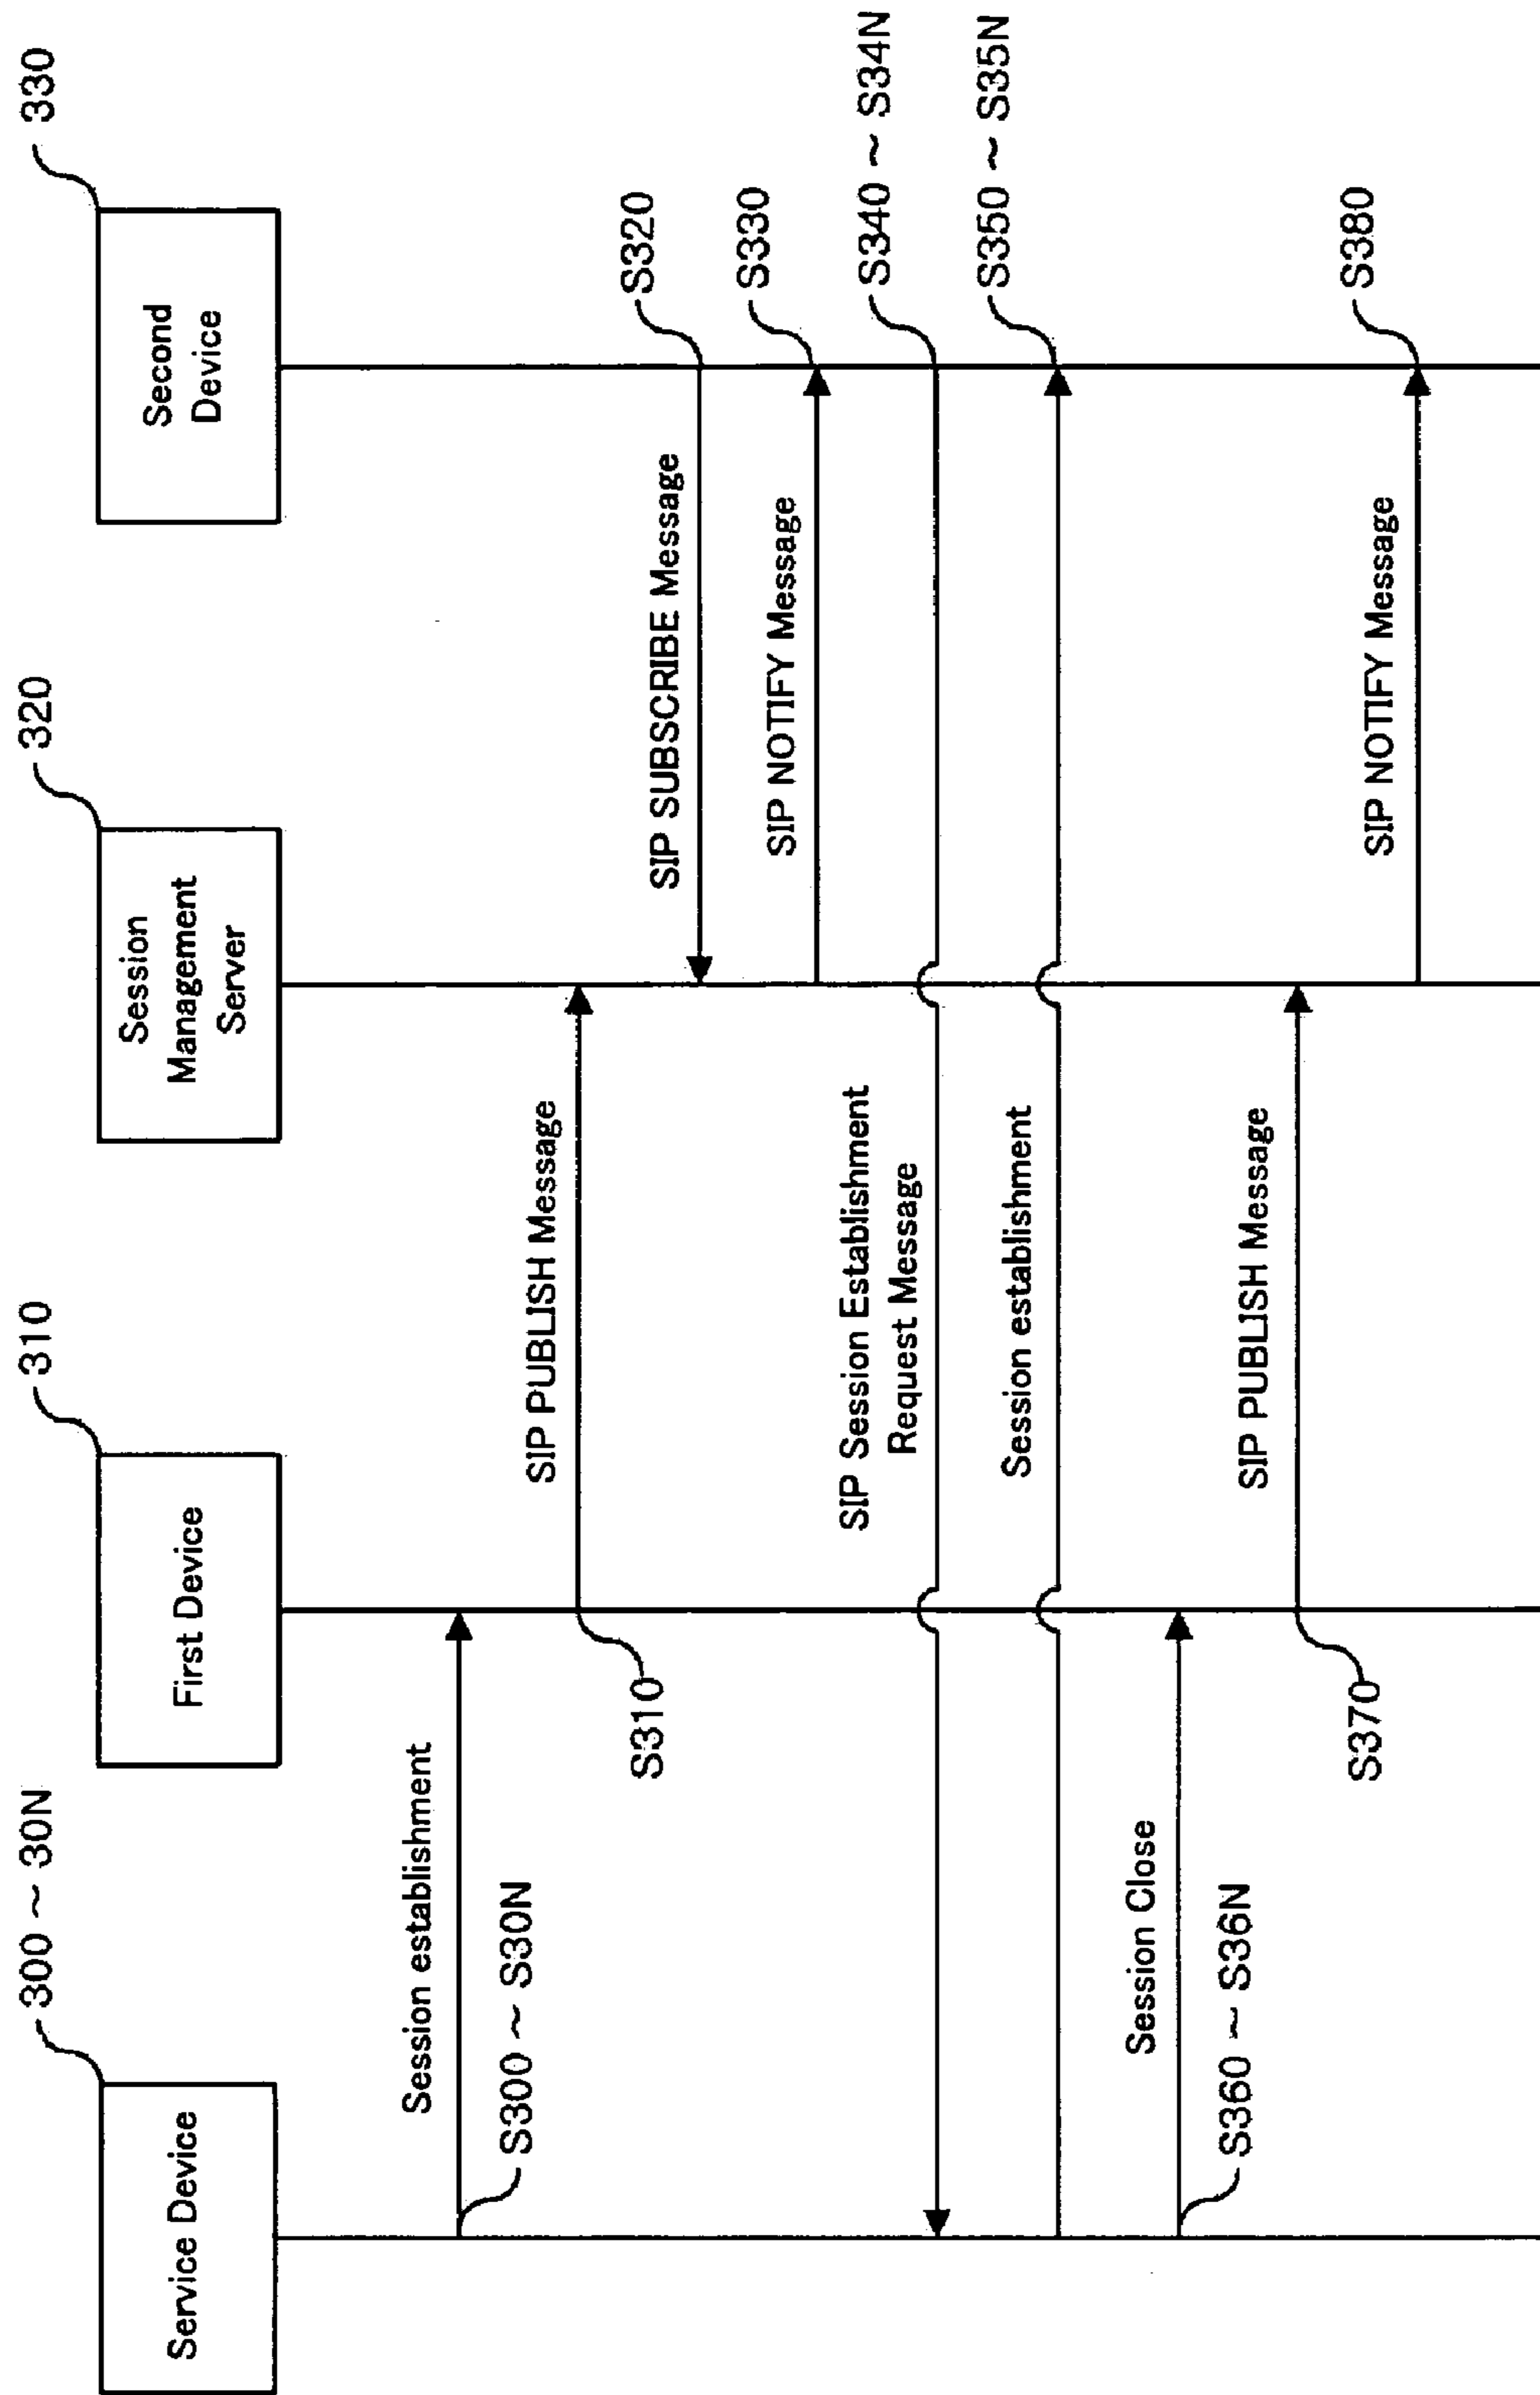 300 ~ 30N
310
320
330
Service Device
First Device
Session
Management
Server
Second
Device
Session establishment
S300 ~ S30N
SIP PUBLISH Message
S310
SIP SUBSCRIBE Message
S320
SIP NOTIFY Message
S330
SIP Session Establishment
Request Message
S340 ~ S34N
Session establishment
S350 ~ S35N
Session Close
S360 ~ S36N
SIP PUBLISH Message
S370
SIP NOTIFY Message
S380